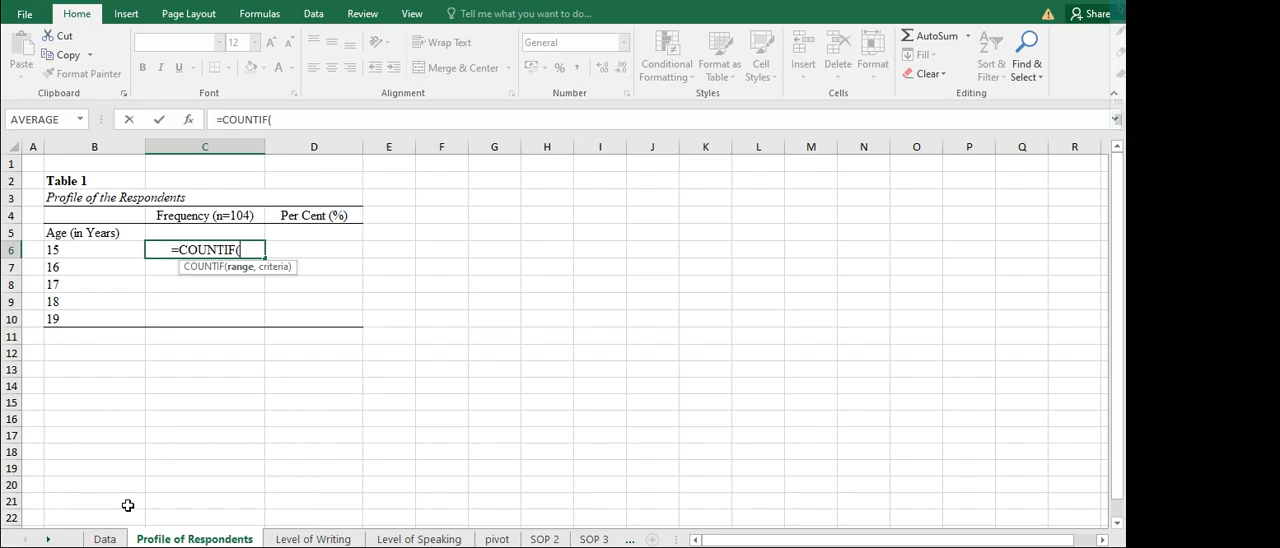 File Home Insert Page Layout Formulas Data Review View Tell me what you want to do... Share
Paste Cut Copy Format Painter Clipboard
12 A A B I U A Font
Wrap Text Merge & Center Alignment
General % , Number
Conditional Formatting Format as Table Cell Styles Styles
Insert Delete Format Cells
AutoSum Fill Clear Sort & Filter Find & Select Editing
AVERAGE fx =COUNTIF(
A B C D E F G H I J K L M N O P Q R
1
2 Table 1
3 Profile of the Respondents
4 Frequency (n=104) Per Cent (%)
5 Age (in Years)
6 15 =COUNTIF(
COUNTIF(range, criteria)
7 16
8 17
9 18
10 19
11
12
13
14
15
16
17
18
19
20
21
22
Data Profile of Respondents Level of Writing Level of Speaking pivot SOP 2 SOP 3 ...